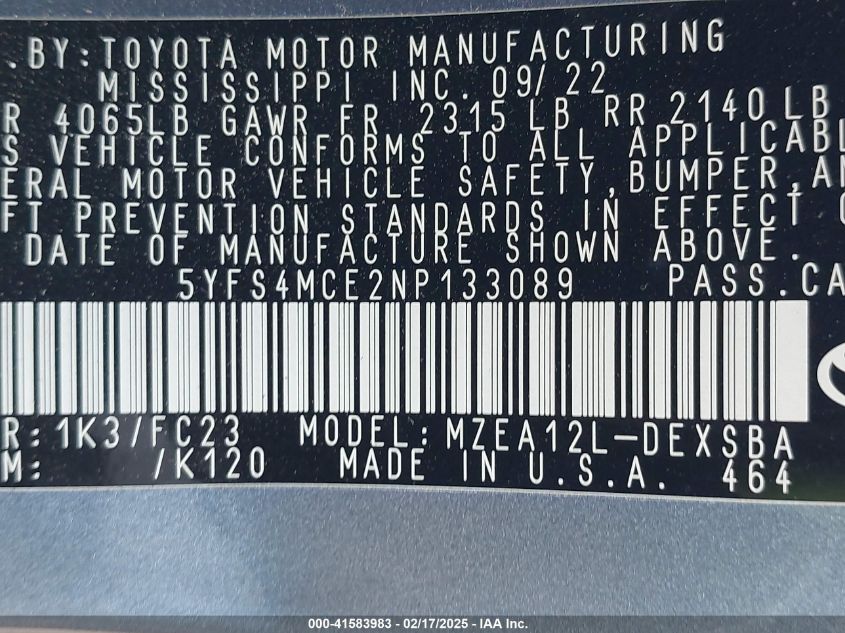 . BY: TOYOTA MOTOR MANUFACTURING
MISSISSIPPI INC. 09/22
R 4065LB GAWR FR 2315 LB RR 2140 LB
S VEHICLE CONFORMS TO ALL APPLICABL
ERAL MOTOR VEHICLE SAFETY, BUMPER, AN
FT PREVENTION STANDARDS IN EFFECT O
DATE OF MANUFACTURE SHOWN ABOVE.
5YFS4MCE2NP133089 PASS.CA
R: 1K3/FC23 MODEL: MZEA12L-DEXSBA
M: /K120 MADE IN U.S.A. 464
000-41583983 - 02/17/2025 - IAA Inc.